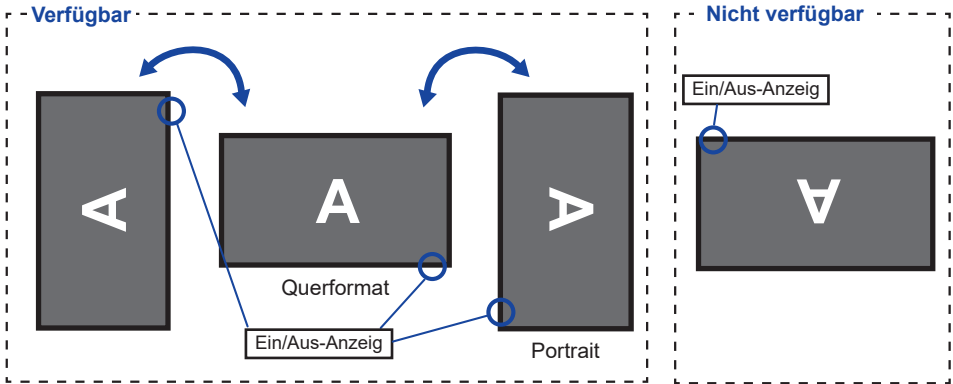 Verfügbar
Nicht verfügbar
Ein/Aus-Anzeig
A
A
A
A
Querformat
Ein/Aus-Anzeig
Portrait